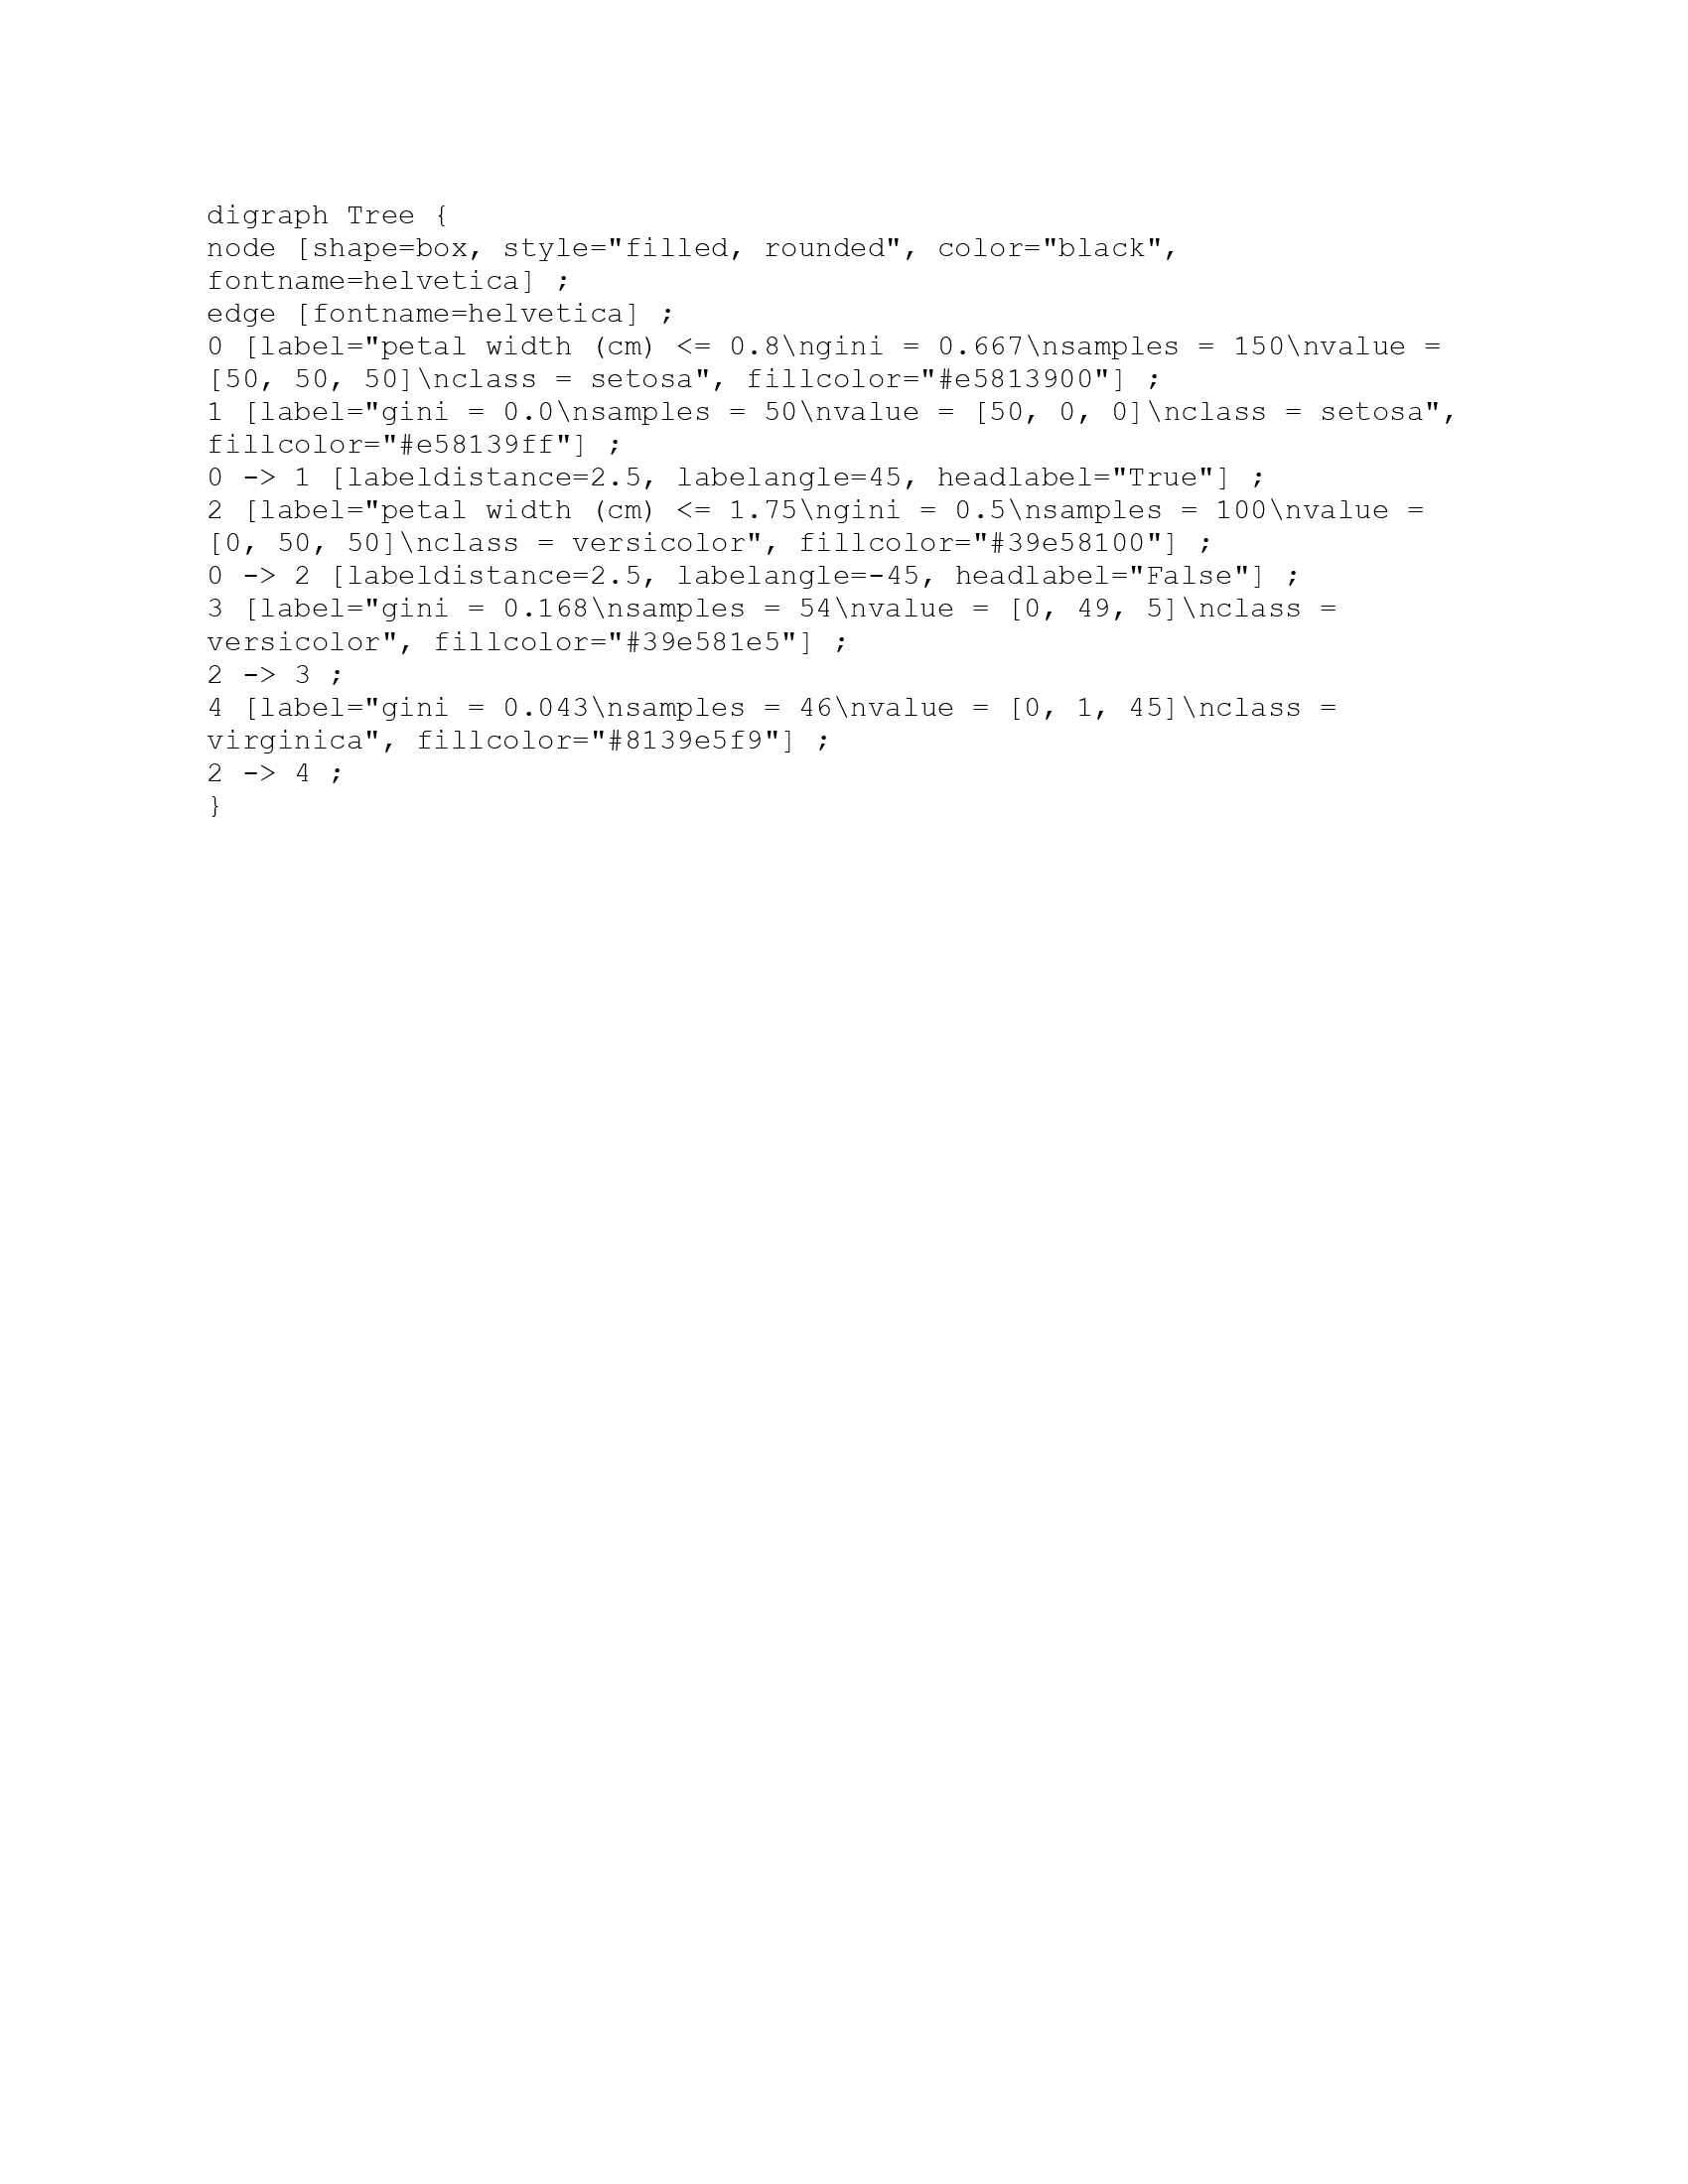 digraph Tree {
node [shape=box, style="filled, rounded", color="black",
fontname=helvetica] ;
edge [fontname=helvetica] ;
0 [label="petal width (cm) <= 0.8\ngini = 0.667\nsamples = 150\nvalue =
[50, 50, 50]\nclass = setosa", fillcolor="#e5813900"] ;
1 [label="gini = 0.0\nsamples = 50\nvalue = [50, 0, 0]\nclass = setosa",
fillcolor="#e58139ff"] ;
0 -> 1 [labeldistance=2.5, labelangle=45, headlabel="True"] ;
2 [label="petal width (cm) <= 1.75\ngini = 0.5\nsamples = 100\nvalue =
[0, 50, 50]\nclass = versicolor", fillcolor="#39e58100"] ;
0 -> 2 [labeldistance=2.5, labelangle=-45, headlabel="False"] ;
3 [label="gini = 0.168\nsamples = 54\nvalue = [0, 49, 5]\nclass =
versicolor", fillcolor="#39e581e5"] ;
2 -> 3 ;
4 [label="gini = 0.043\nsamples = 46\nvalue = [0, 1, 45]\nclass =
virginica", fillcolor="#8139e5f9"] ;
2 -> 4 ;
}